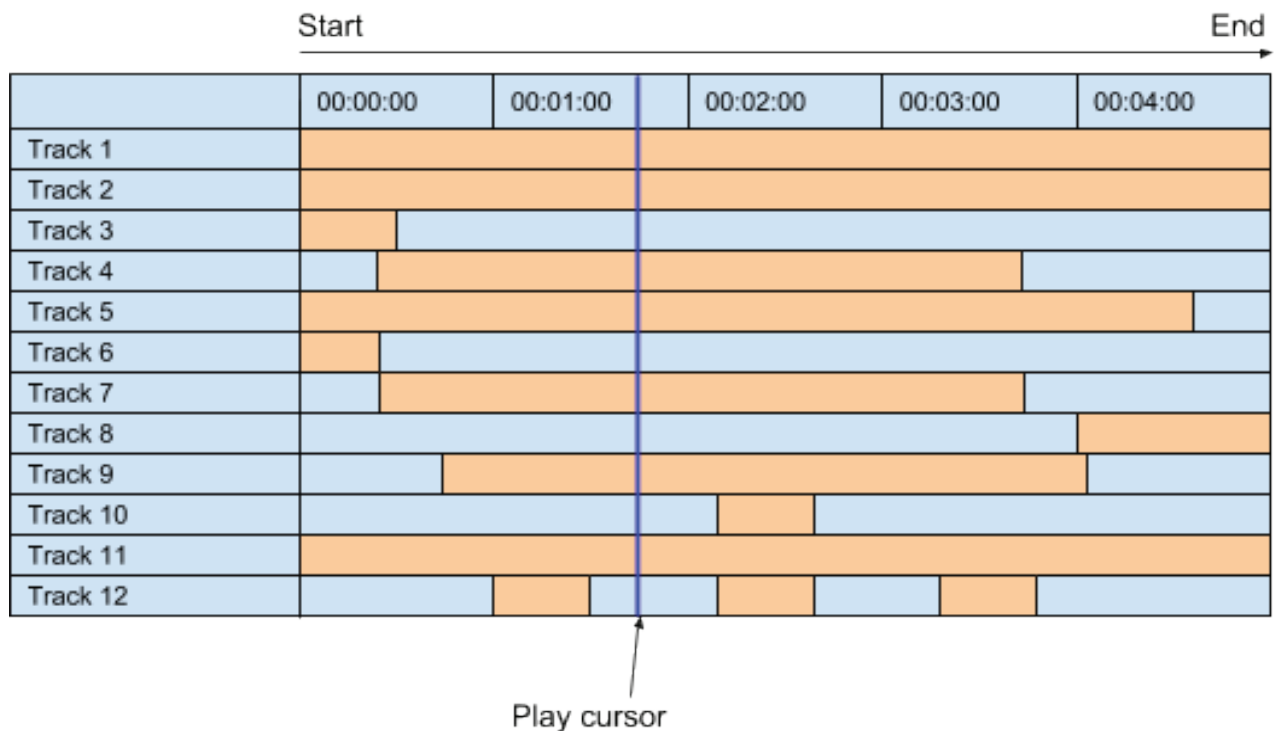 Start End
00:00:00 00:01:00 00:02:00 00:03:00 00:04:00
Track 1
Track 2
Track 3
Track 4
Track 5
Track 6
Track 7
Track 8
Track 9
Track 10
Track 11
Track 12
Play cursor